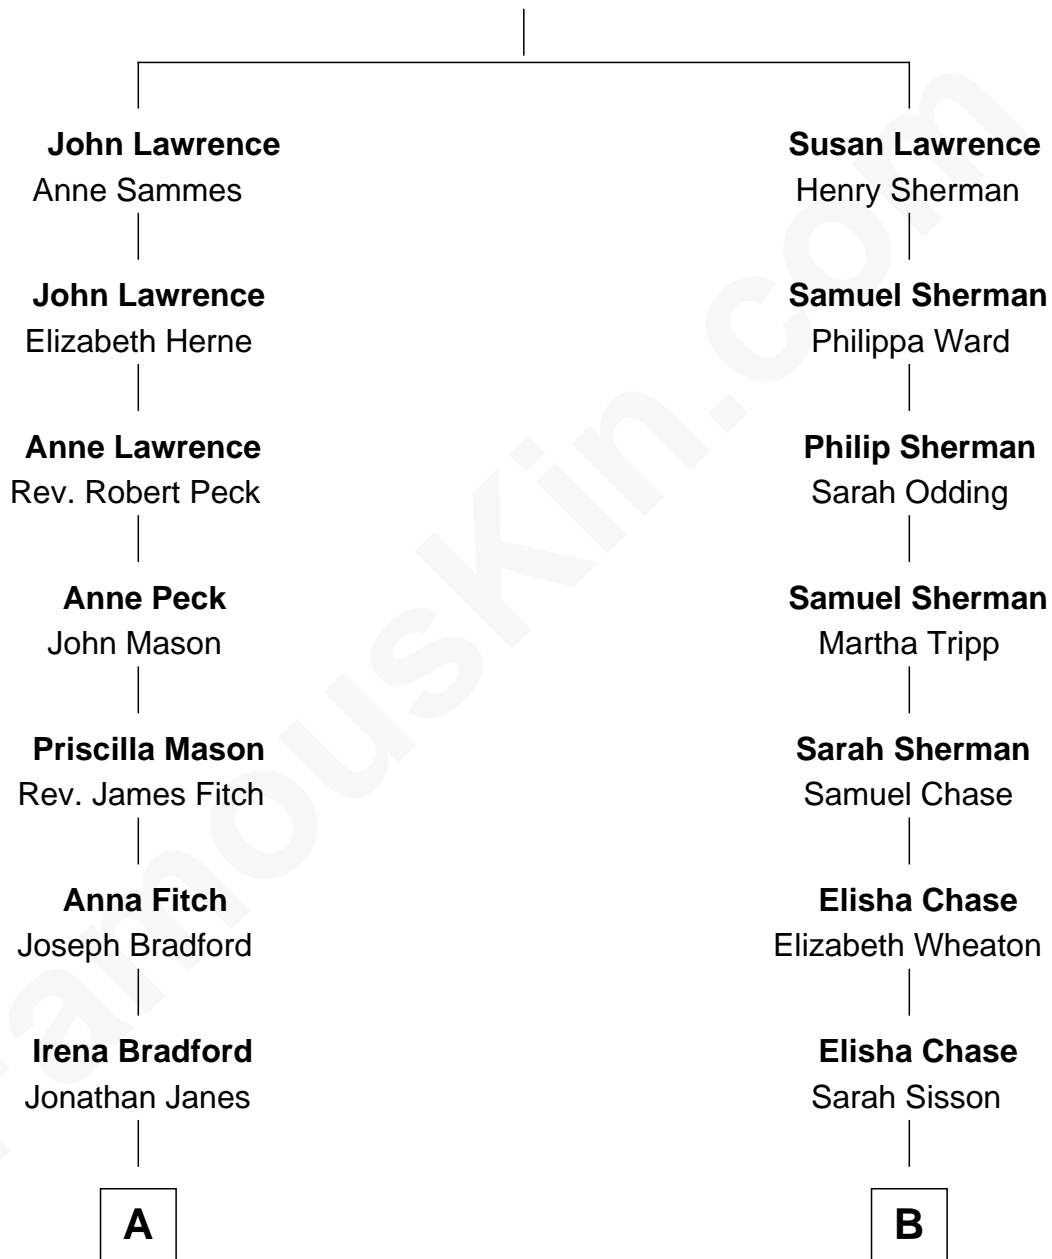 John Lawrence
Anne Sammes
John Lawrence
Elizabeth Herne
Anne Lawrence
Rev. Robert Peck
Anne Peck
John Mason
Priscilla Mason
Rev. James Fitch
Anna Fitch
Joseph Bradford
Irena Bradford
Jonathan Janes
A
Susan Lawrence
Henry Sherman
Samuel Sherman
Philippa Ward
Philip Sherman
Sarah Odding
Samuel Sherman
Martha Tripp
Sarah Sherman
Samuel Chase
Elisha Chase
Elizabeth Wheaton
Elisha Chase
Sarah Sisson
B
FamousKin.com